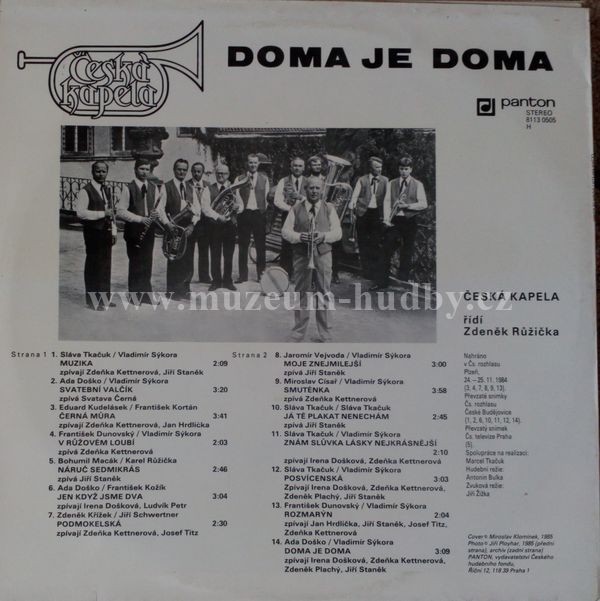 Česká kapela
DOMA JE DOMA
panton
STEREO
8113 0505
H
www.muzeum-hudby.cz
ČESKÁ KAPELA
řídí
Zdeněk Růžička
Strana 1
1. Sláva Tkačuk / Vladimír Sýkora
MUZIKA 2:09
zpívají Zdeňka Kettnerová, Jiří Staněk
2. Ada Doško / Vladimír Sýkora
SVATEBNÍ VALČÍK 3:20
zpívá Svatava Černá
3. Eduard Kudelásek / František Kortán
ČERNÁ MŮRA 3:41
zpívají Zdeňka Kettnerová, Jan Hrdlička
4. František Dunovský / Vladimír Sýkora
V RŮŽOVÉM LOUBÍ 2:03
zpívá Zdeňka Kettnerová
5. Bohumil Macák / Karel Růžička
NÁRUČ SEDMIKRÁS 2:46
zpívá Jiří Staněk
6. Ada Doško / František Kožík
JEN KDYŽ JSME DVA 3:04
zpívají Irena Došková, Ludvík Petr
7. Zdeněk Křížek / Jiří Schwertner
PODMOKELSKÁ 2:30
zpívají Zdeňka Kettnerová, Josef Titz
Strana 2
8. Jaromír Vejvoda / Vladimír Sýkora
MOJE ZNEJMILEJŠÍ 3:00
zpívá Jiří Staněk
9. Miroslav Císař / Vladimír Sýkora
SMUTĚNKA 3:58
zpívá Zdeňka Kettnerová
10. Sláva Tkačuk / Sláva Tkačuk
JÁ TĚ PLAKAT NENECHÁM 2:45
zpívá Jiří Staněk
11. Sláva Tkačuk / Vladimír Sýkora
ZNÁM SLŮVKA LÁSKY NEJKRÁSNĚJŠÍ
2:10
zpívají Irena Došková, Zdeňka Kettnerová
12. Sláva Tkačuk / Vladimír Sýkora
POSVÍCENSKÁ 3:03
Zpívají Irena Došková, Zdeňka Kettnerová,
Zdeněk Plachý, Jiří Staněk
13. František Dunovský / Vladimír Sýkora
ROZMARÝN 2:04
zpívají Jan Hrdlička, Jiří Staněk, Josef Titz,
Zdeňka Kettnerová
14. Ada Doško / Vladimír Sýkora
DOMA JE DOMA 3:09
zpívají Irena Došková, Zdeňka Kettnerová,
Zdeněk Plachý, Jiří Staněk
Nahráno
v Čs. rozhlasu
Plzeň,
24. – 25. 11. 1984
(3, 4, 7, 8, 9, 13).
Převzaté snímky
Čs. rozhlasu
České Budějovice
(1, 2, 6, 10, 11, 12, 14).
Převzatý snímek
Čs. televize Praha
(5).
Spolupráce na realizaci:
Marcel Tkačuk
Hudební režie:
Antonín Bulka
Zvuková režie:
Jiří Žižka
Cover © Miroslav Klomínek, 1985
Photo © Jiří Ployhar, 1985 (přední
strana), archív (zadní strana)
PANTON, vydavatelství Českého
hudebního fondu,
Říční 12, 118 39 Praha 1